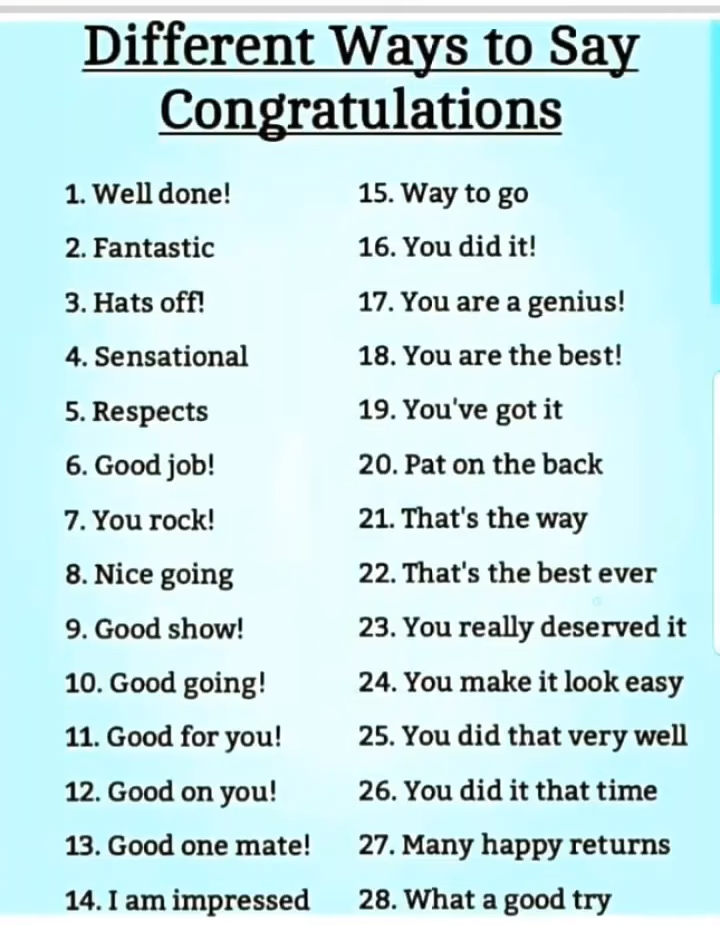 Different Ways to Say
Congratulations
1. Well done!
2. Fantastic
3. Hats off!
4. Sensational
5. Respects
6. Good job!
7. You rock!
8. Nice going
9. Good show!
10. Good going!
11. Good for you!
12. Good on you!
13. Good one mate!
14. I am impressed
15. Way to go
16. You did it!
17. You are a genius!
18. You are the best!
19. You've got it
20. Pat on the back
21. That's the way
22. That's the best ever
23. You really deserved it
24. You make it look easy
25. You did that very well
26. You did it that time
27. Many happy returns
28. What a good try